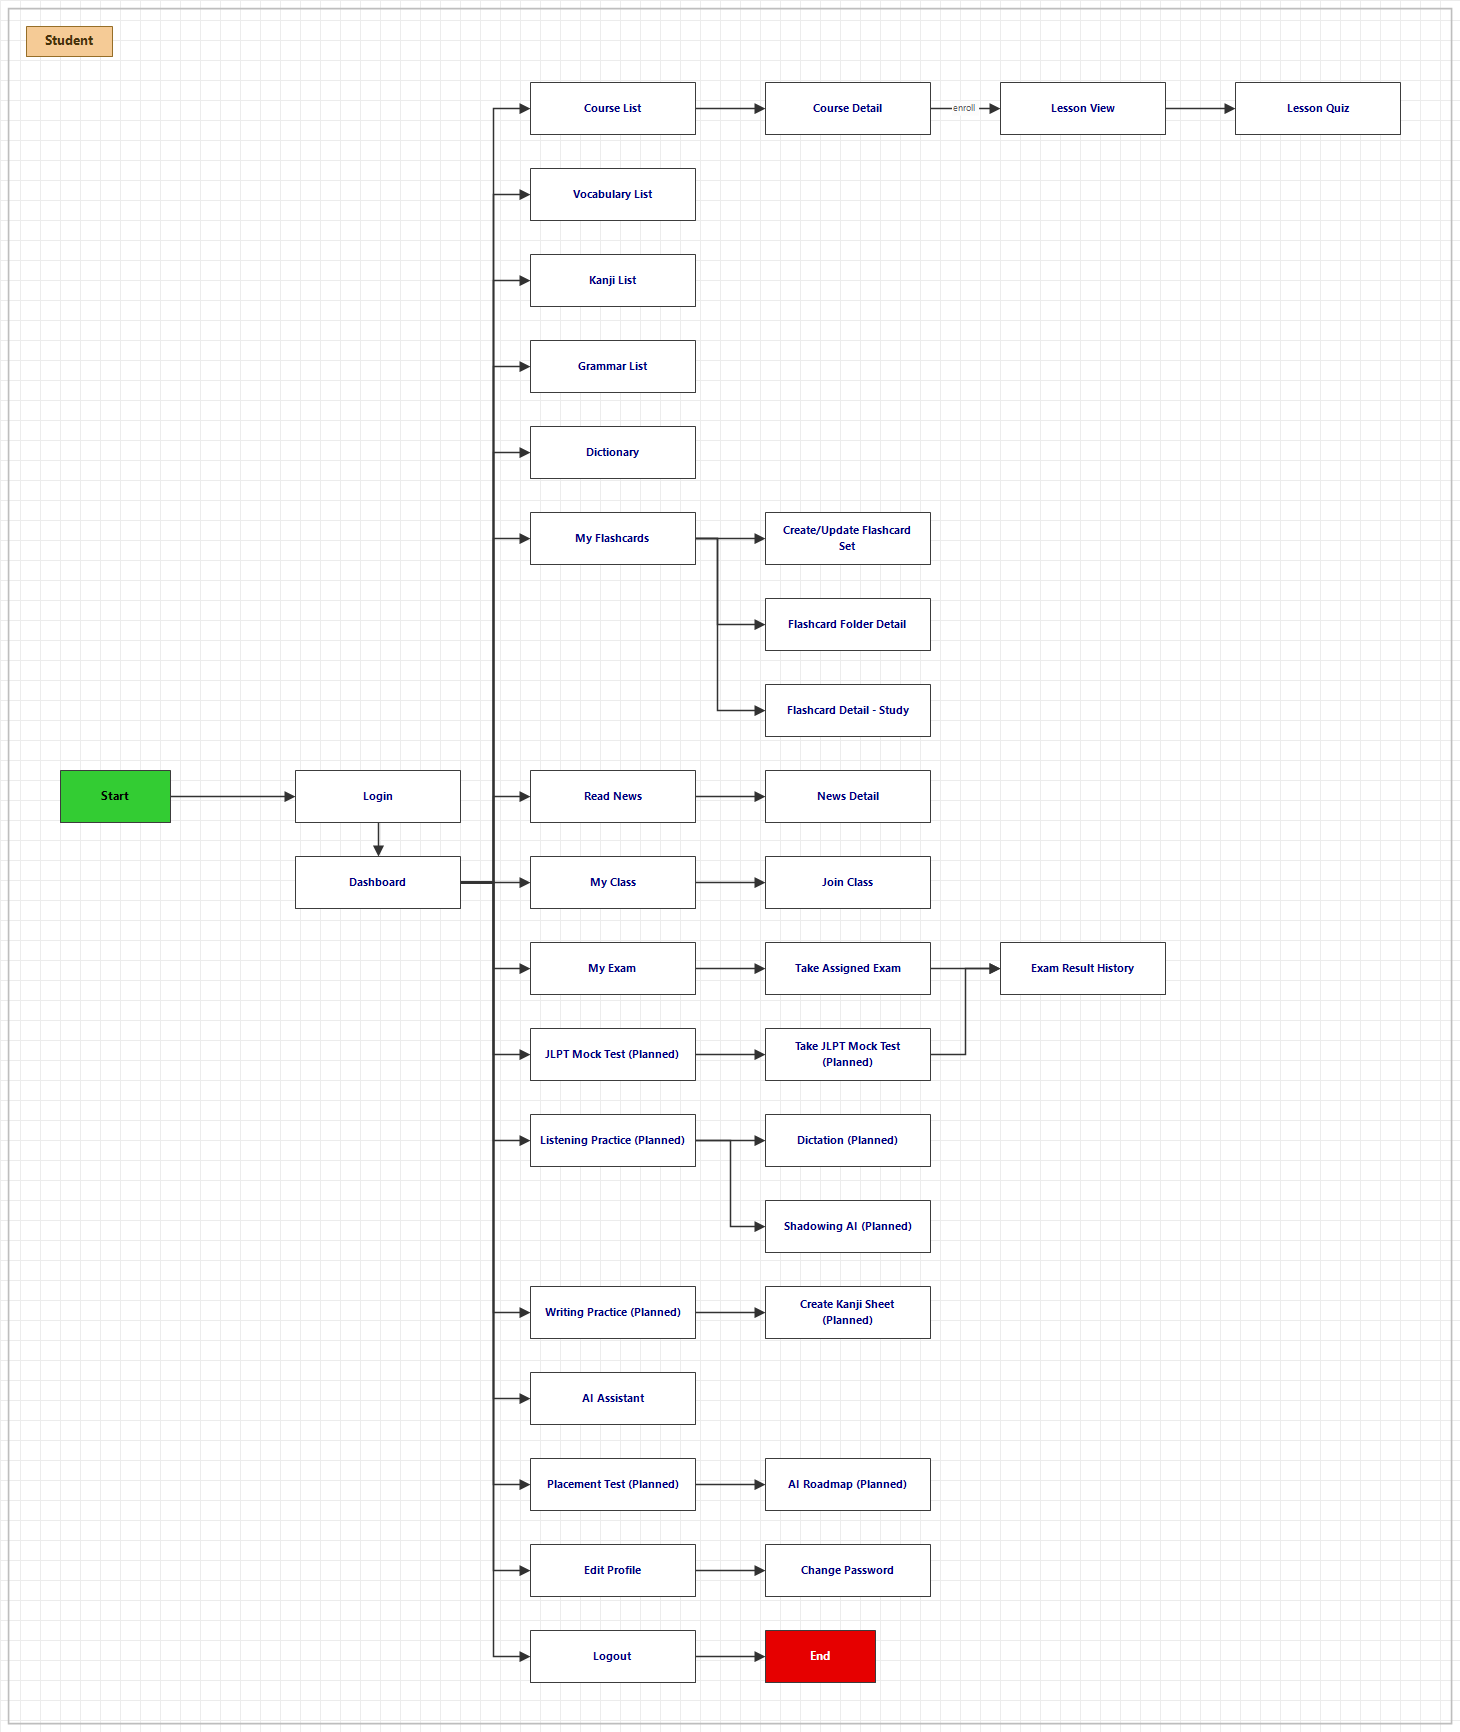 Student
Course List
Course Detail
enroll
Lesson View
Lesson Quiz
Vocabulary List
Kanji List
Grammar List
Dictionary
My Flashcards
Create/Update Flashcard
Set
Flashcard Folder Detail
Flashcard Detail - Study
Start
Login
Read News
News Detail
Dashboard
My Class
Join Class
My Exam
Take Assigned Exam
Exam Result History
JLPT Mock Test (Planned)
Take JLPT Mock Test
(Planned)
Listening Practice (Planned)
Dictation (Planned)
Shadowing AI (Planned)
Writing Practice (Planned)
Create Kanji Sheet
(Planned)
AI Assistant
Placement Test (Planned)
AI Roadmap (Planned)
Edit Profile
Change Password
Logout
End